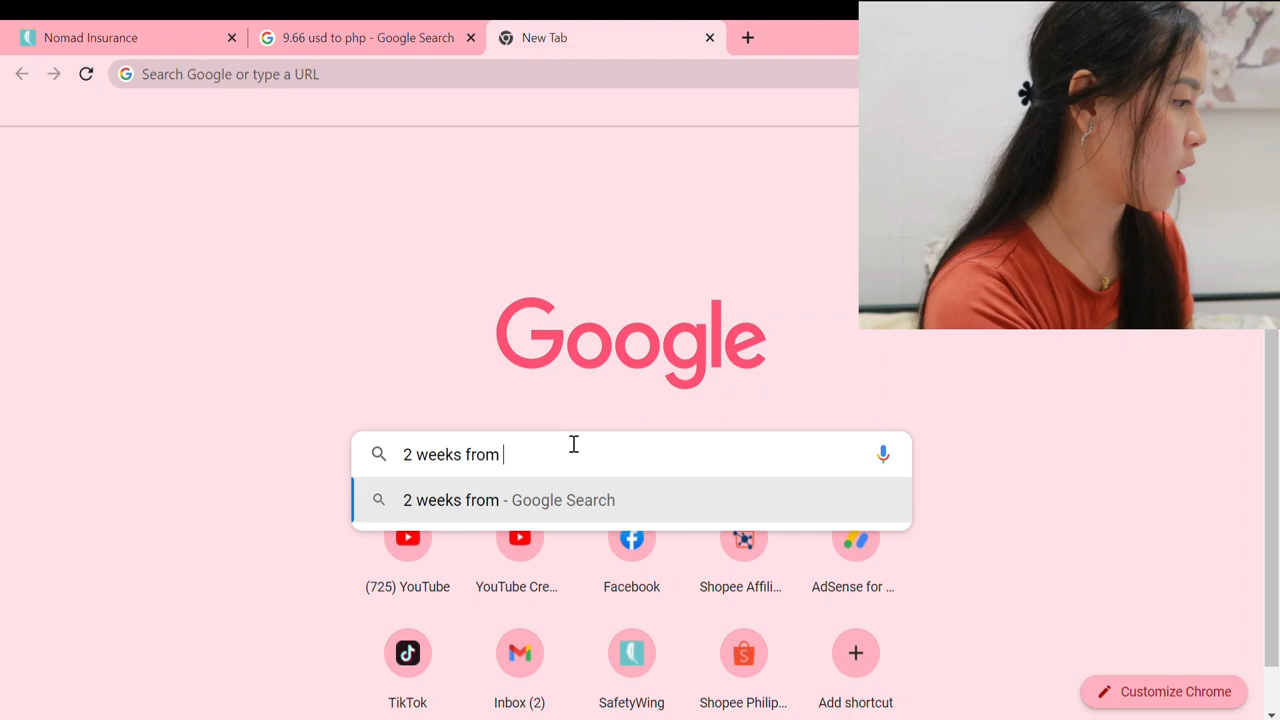 Nomad Insurance
9.66 usd to php - Google Search
New Tab
Search Google or type a URL
Google
2 weeks from
2 weeks from - Google Search
(725) YouTube
YouTube Cre...
Facebook
Shopee Affili...
AdSense for ...
TikTok
Inbox (2)
SafetyWing
Shopee Philip...
Add shortcut
Customize Chrome